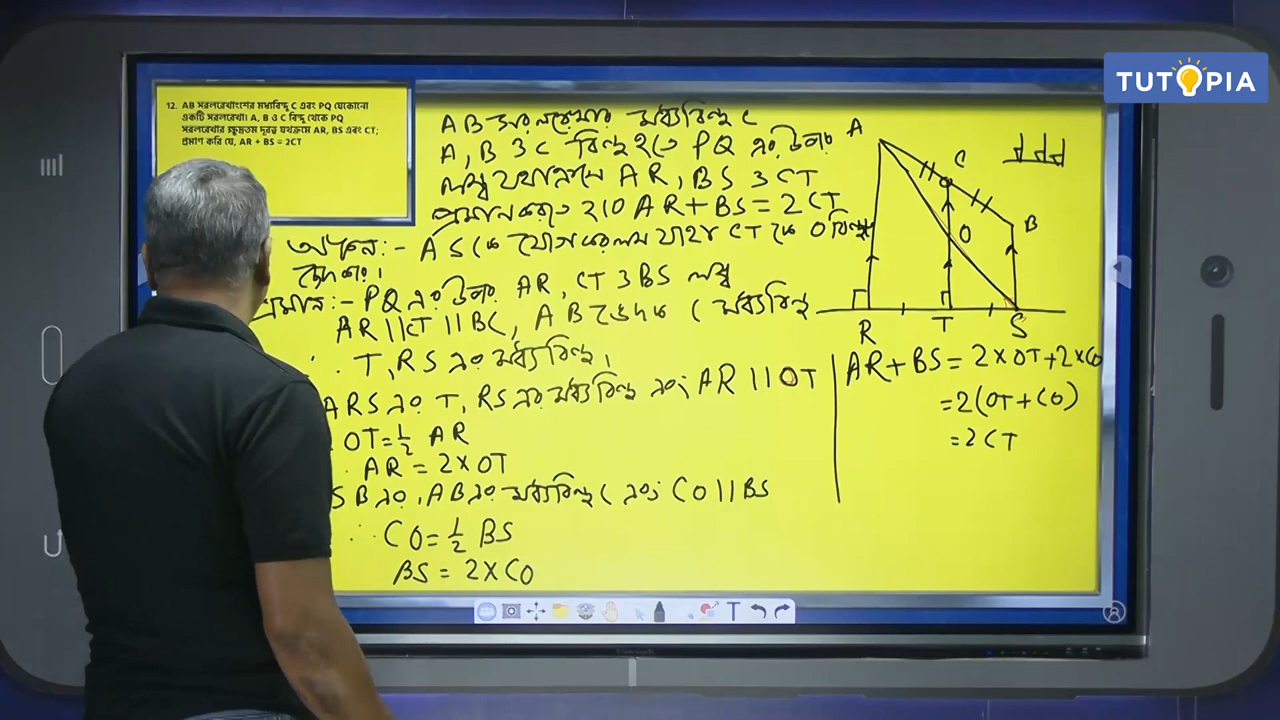 TUTOPIA
12. AB সরলরেখাংশের মধ্যবিন্দু C এবং PQ যেকোনো
একটি সরলরেখা। A, B ও C বিন্দু থেকে PQ
সরলরেখার ক্ষুদ্রতম দূরত্ব যথাক্রমে AR, BS এবং CT;
প্রমাণ করি যে, AR + BS = 2CT
AB সরলরেখার মধ্যবিন্দু C
A, B ও C বিন্দু হতে PQ এর উপর
লম্ব যথাক্রমে AR, BS ও CT
প্রমান করতে হবে AR+BS = 2CT
অঙ্কন:- AS কে যোগ করলাম যাহা CT কে O বিন্দু
ছেদ করে।
প্রমান:- PQ এর উপর AR, CT ও BS লম্ব
AR||CT||BC, AB C মধ্যবিন্দু
∴ T, RS এর মধ্যবিন্দু।
ARS এর T, RS এর মধ্যবিন্দু এবং AR || OT
OT = 1/2 AR
AR = 2×OT
SB এর, AB এর মধ্যবিন্দু C এবং CO || BS
∴ CO = 1/2 BS
BS = 2×CO
A
C
B
O
R
T
S
AR+BS = 2×OT+2×CO
=2(OT+CO)
=2CT
T